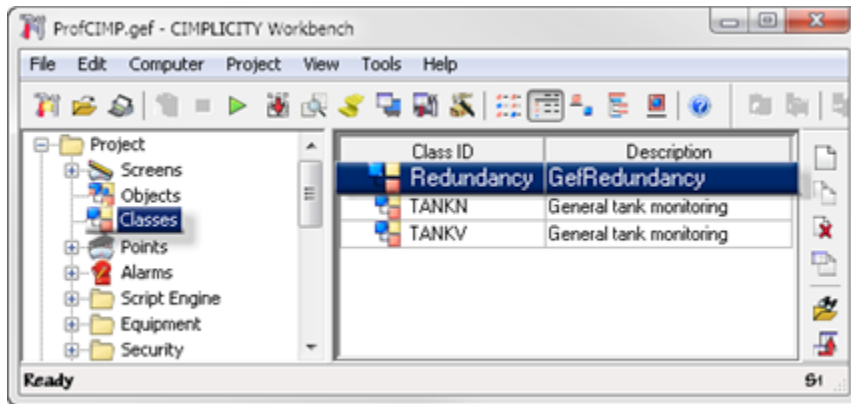 ProfCIMP.gef - CIMPLICITY Workbench
File Edit Computer Project View Tools Help
Project
Screens
Objects
Classes
Points
Alarms
Script Engine
Equipment
Security
Class ID Description
Redundancy GefRedundancy
TANKN General tank monitoring
TANKV General tank monitoring
Ready